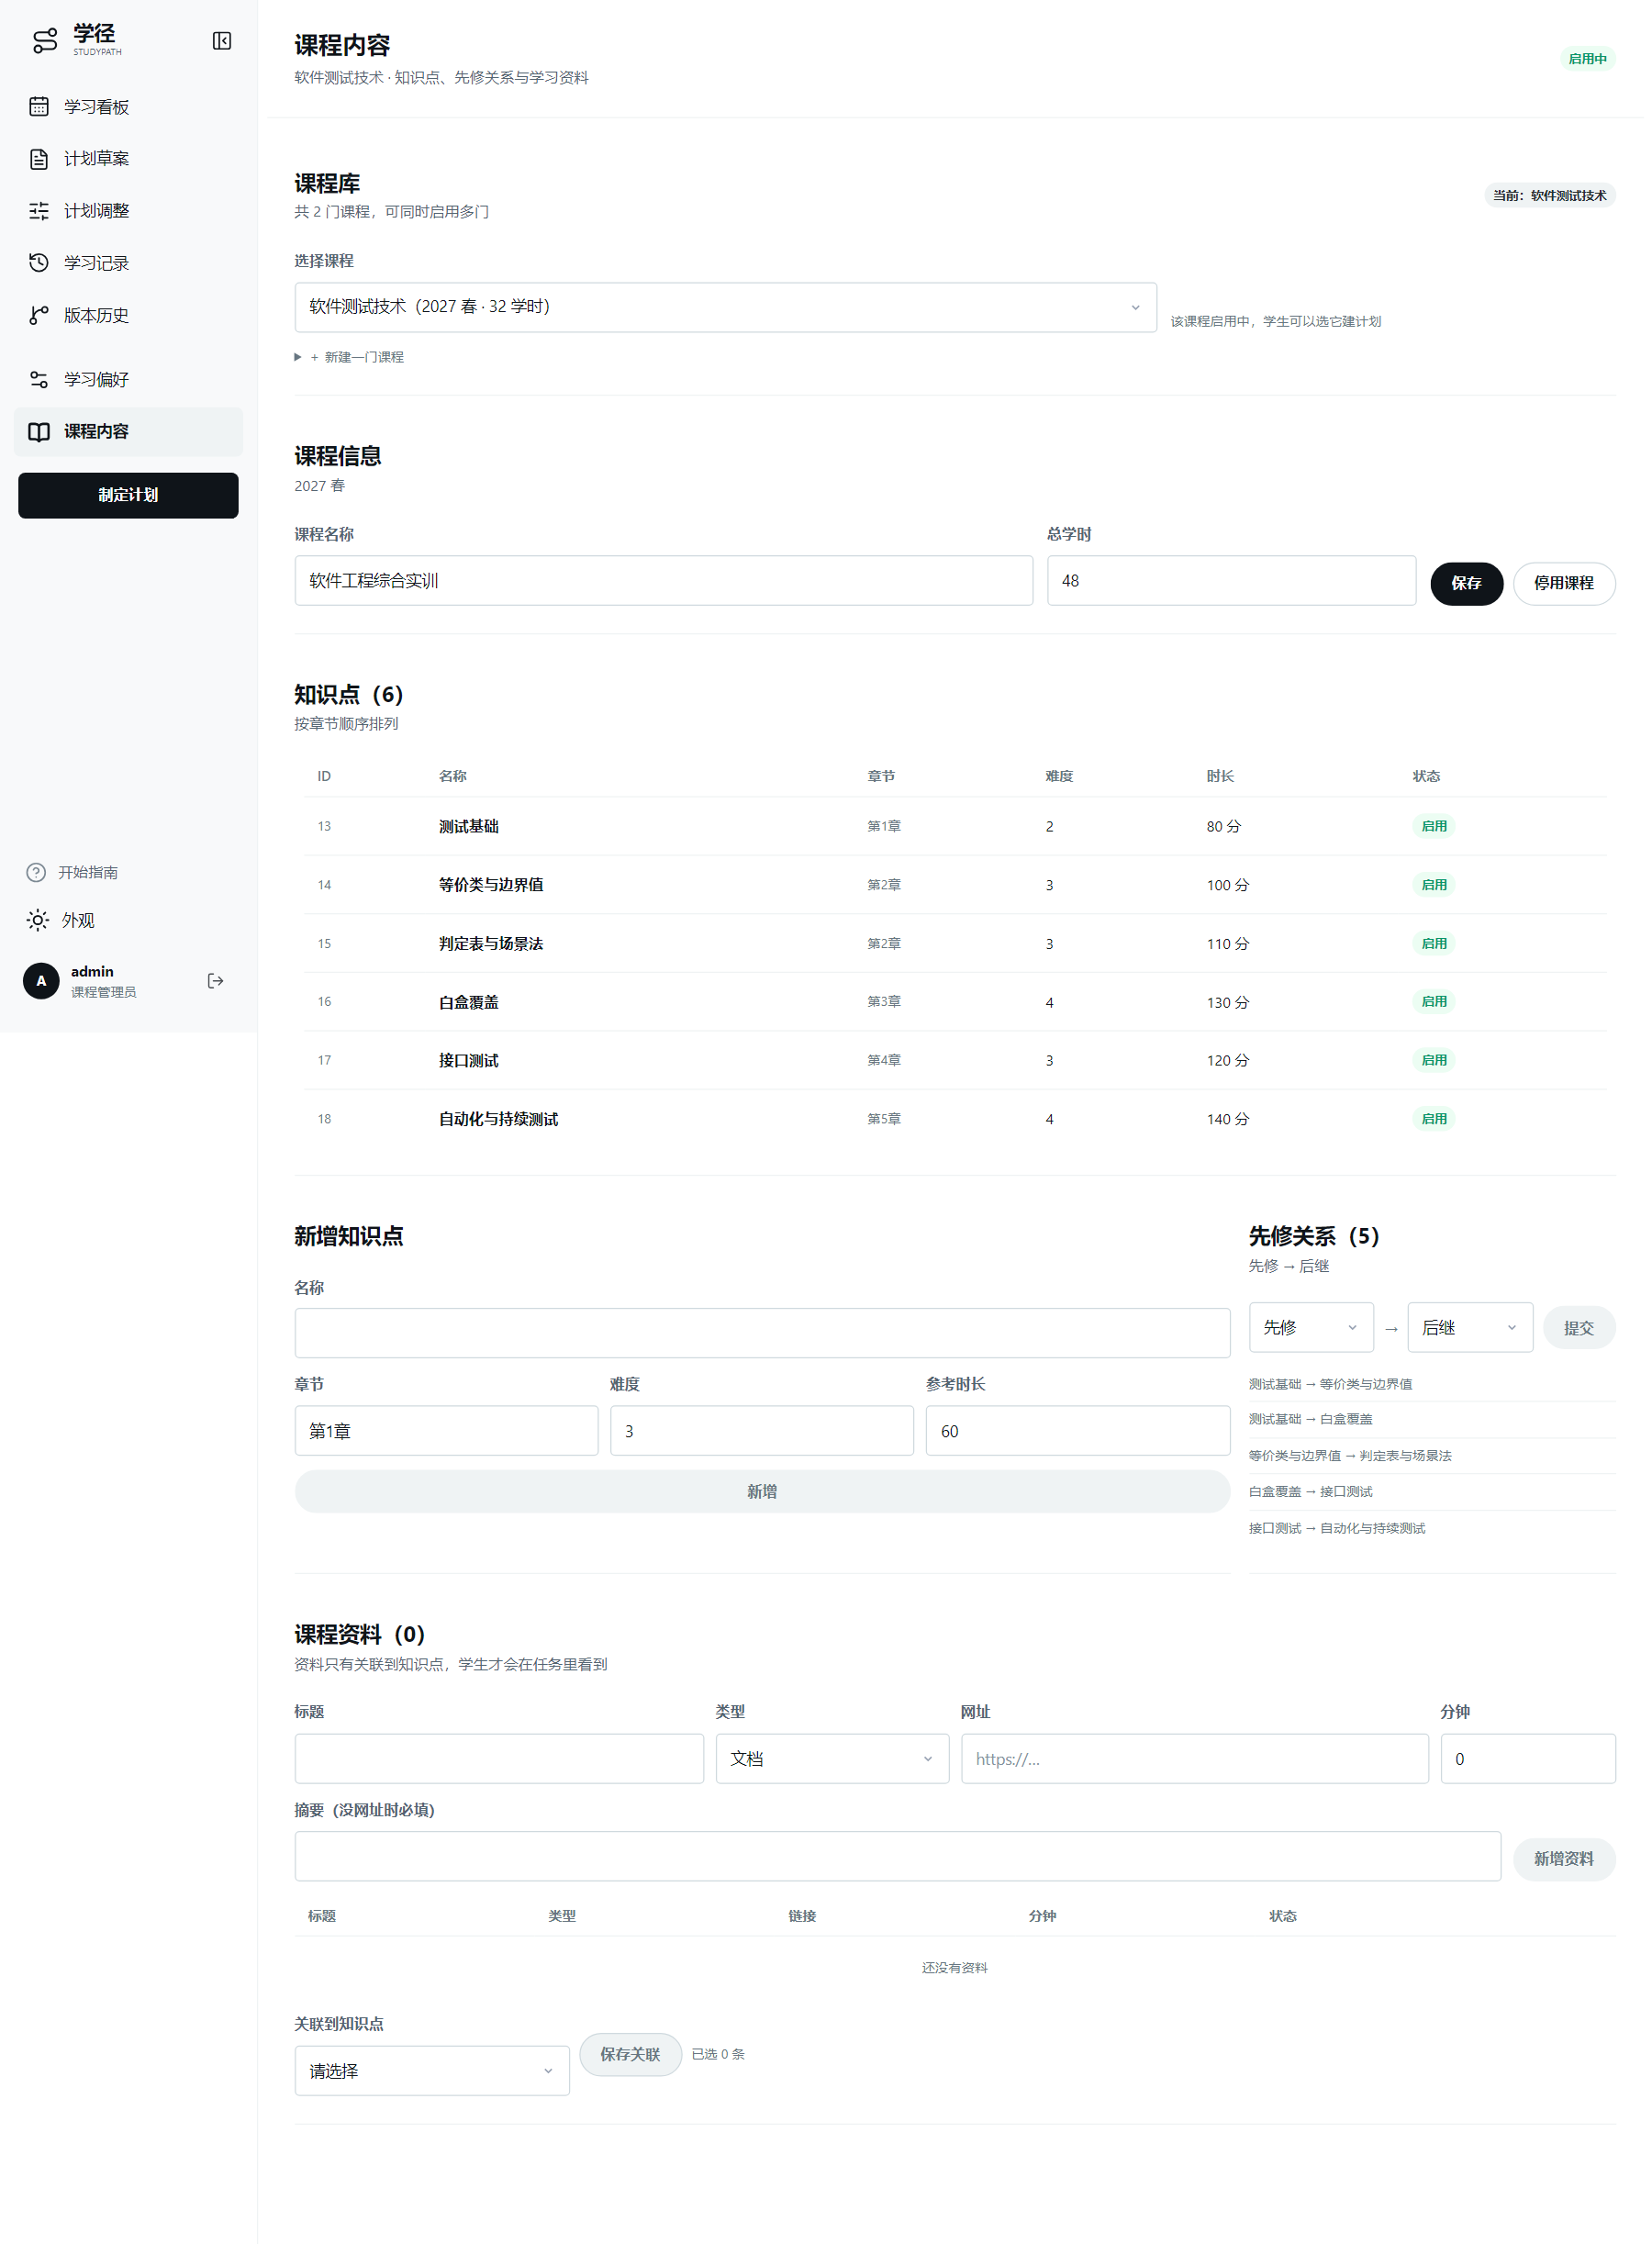 学径
STUDYPATH
学习看板
计划草案
计划调整
学习记录
版本历史
学习偏好
课程内容
制定计划
开始指南
外观
A
admin
课程管理员
课程内容
软件测试技术 · 知识点、先修关系与学习资料
启用中
课程库
共 2 门课程，可同时启用多门
当前：软件测试技术
选择课程
软件测试技术（2027 春 · 32 学时）
该课程启用中，学生可以选它建计划
+ 新建一门课程
课程信息
2027 春
课程名称
总学时
软件工程综合实训
48
保存
停用课程
知识点（6）
按章节顺序排列
ID 名称 章节 难度 时长 状态
13 测试基础 第1章 2 80 分 启用
14 等价类与边界值 第2章 3 100 分 启用
15 判定表与场景法 第2章 3 110 分 启用
16 白盒覆盖 第3章 4 130 分 启用
17 接口测试 第4章 3 120 分 启用
18 自动化与持续测试 第5章 4 140 分 启用
新增知识点
名称
章节 难度 参考时长
第1章 3 60
新增
先修关系（5）
先修 → 后继
先修 → 后继 提交
测试基础 → 等价类与边界值
测试基础 → 白盒覆盖
等价类与边界值 → 判定表与场景法
白盒覆盖 → 接口测试
接口测试 → 自动化与持续测试
课程资料（0）
资料只有关联到知识点，学生才会在任务里看到
标题 类型 网址 分钟
文档 https://... 0
摘要（没网址时必填）
新增资料
标题 类型 链接 分钟 状态
还没有资料
关联到知识点
请选择 保存关联 已选 0 条